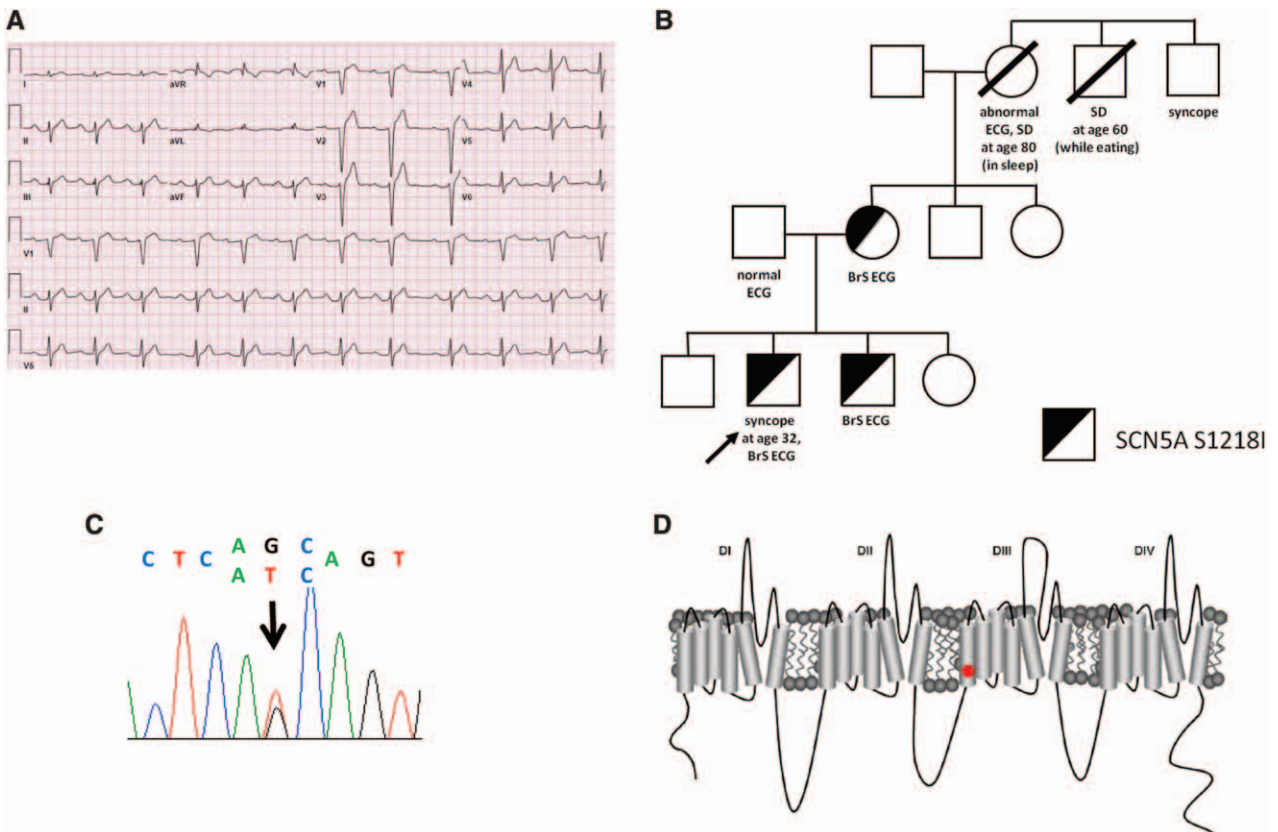 A
I
aVR
V1
V4
II
aVL
V2
V5
III
aVF
V3
V6
V1
II
V5
B
abnormal
ECG, SD
at age 80
(in sleep)
SD
at age 60
(while eating)
syncope
normal
ECG
BrS ECG
syncope
at age 32,
BrS ECG
BrS ECG
SCN5A S1218I
C
C T C A G C A G T
A T C
D
DI
DII
DIII
DIV